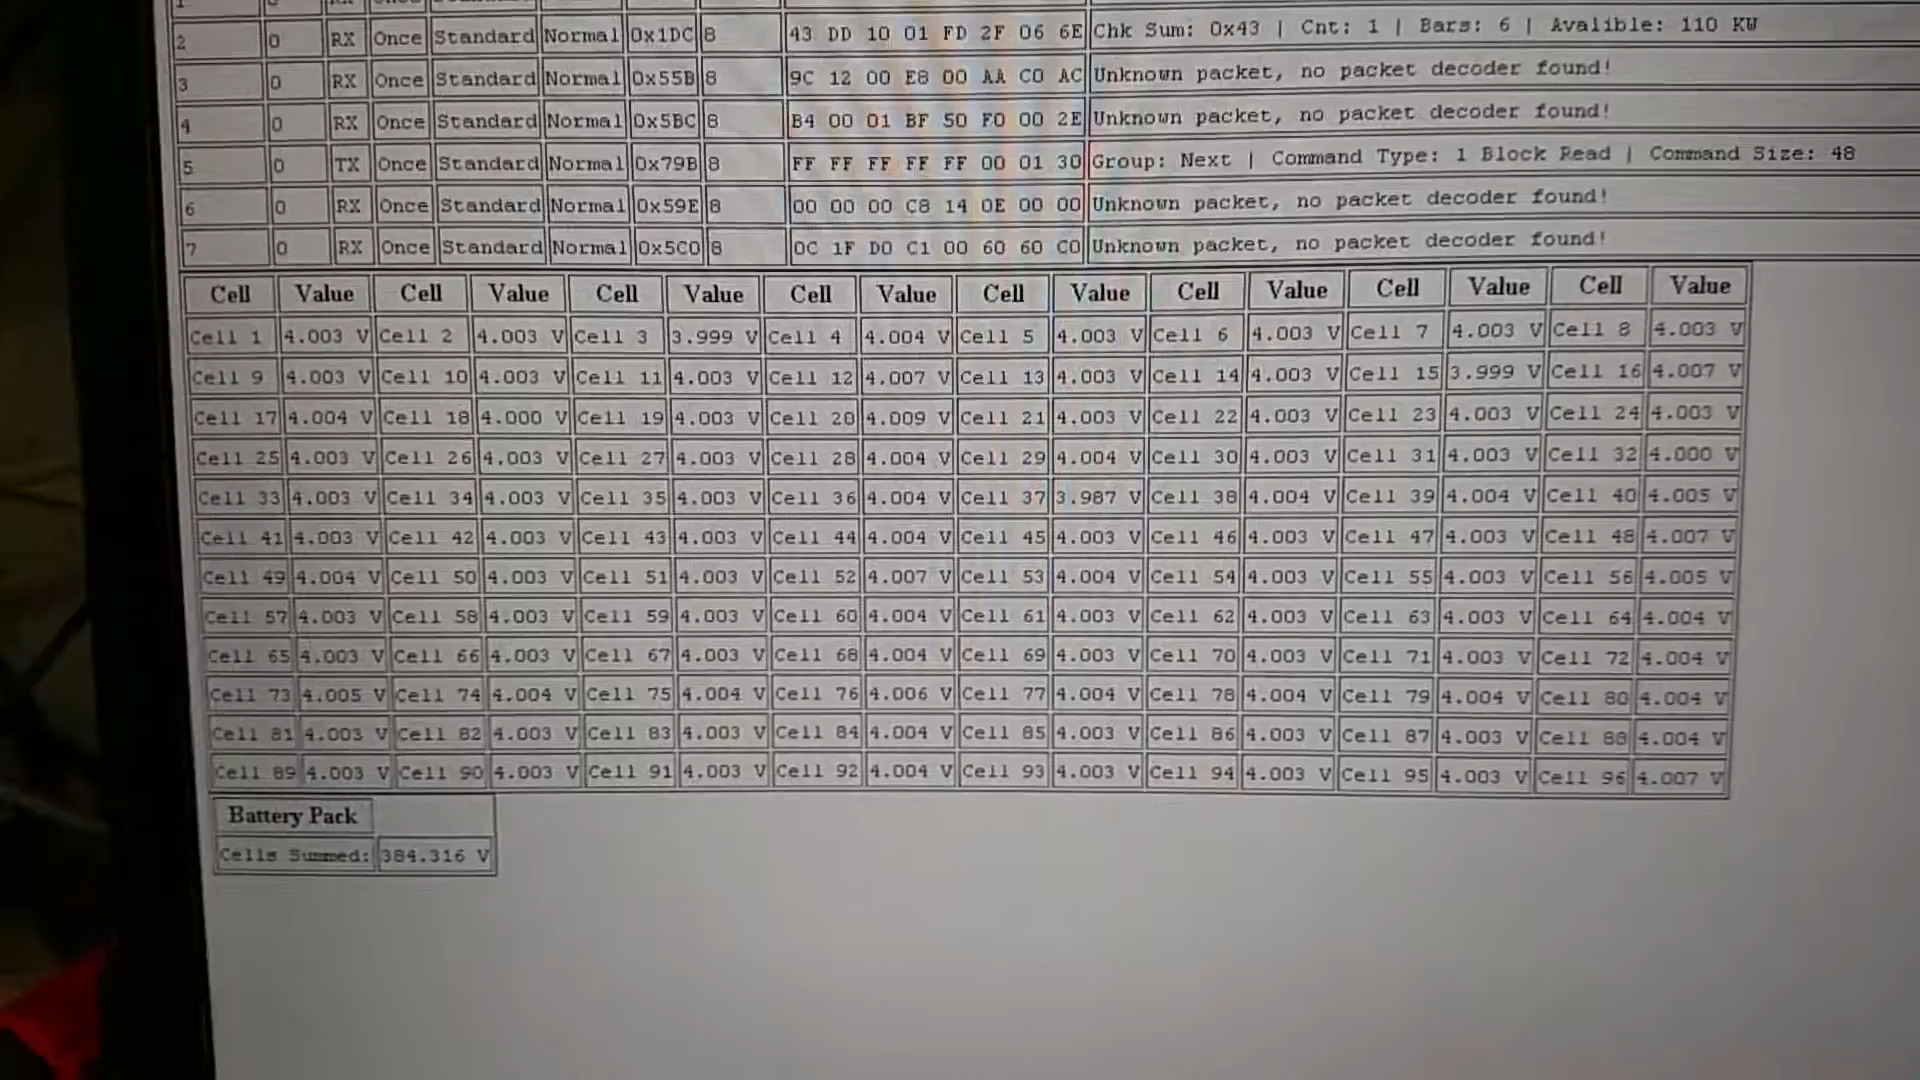 2 0 RX Once Standard Normal 0x1DC 8 43 DD 10 01 FD 2F 06 6E Chk Sum: 0x43 | Cnt: 1 | Bars: 6 | Avalible: 110 KW
3 0 RX Once Standard Normal 0x55B 8 9C 12 00 E8 00 AA C0 AC Unknown packet, no packet decoder found!
4 0 RX Once Standard Normal 0x5BC 8 B4 00 01 BF 50 F0 00 2E Unknown packet, no packet decoder found!
5 0 TX Once Standard Normal 0x79B 8 FF FF FF FF FF 00 01 30 Group: Next | Command Type: 1 Block Read | Command Size: 48
6 0 RX Once Standard Normal 0x59E 8 00 00 00 C8 14 0E 00 00 Unknown packet, no packet decoder found!
7 0 RX Once Standard Normal 0x5C0 8 0C 1F D0 C1 00 60 60 C0 Unknown packet, no packet decoder found!
Cell Value Cell Value Cell Value Cell Value Cell Value Cell Value Cell Value Cell Value
Cell 1 4.003 V Cell 2 4.003 V Cell 3 3.999 V Cell 4 4.004 V Cell 5 4.003 V Cell 6 4.003 V Cell 7 4.003 V Cell 8 4.003 V
Cell 9 4.003 V Cell 10 4.003 V Cell 11 4.003 V Cell 12 4.007 V Cell 13 4.003 V Cell 14 4.003 V Cell 15 3.999 V Cell 16 4.007 V
Cell 17 4.004 V Cell 18 4.000 V Cell 19 4.003 V Cell 20 4.009 V Cell 21 4.003 V Cell 22 4.003 V Cell 23 4.003 V Cell 24 4.003 V
Cell 25 4.003 V Cell 26 4.003 V Cell 27 4.003 V Cell 28 4.004 V Cell 29 4.004 V Cell 30 4.003 V Cell 31 4.003 V Cell 32 4.000 V
Cell 33 4.003 V Cell 34 4.003 V Cell 35 4.003 V Cell 36 4.004 V Cell 37 3.987 V Cell 38 4.004 V Cell 39 4.004 V Cell 40 4.005 V
Cell 41 4.003 V Cell 42 4.003 V Cell 43 4.003 V Cell 44 4.004 V Cell 45 4.003 V Cell 46 4.003 V Cell 47 4.003 V Cell 48 4.007 V
Cell 49 4.004 V Cell 50 4.003 V Cell 51 4.003 V Cell 52 4.007 V Cell 53 4.004 V Cell 54 4.003 V Cell 55 4.003 V Cell 56 4.005 V
Cell 57 4.003 V Cell 58 4.003 V Cell 59 4.003 V Cell 60 4.004 V Cell 61 4.003 V Cell 62 4.003 V Cell 63 4.003 V Cell 64 4.004 V
Cell 65 4.003 V Cell 66 4.003 V Cell 67 4.003 V Cell 68 4.004 V Cell 69 4.003 V Cell 70 4.003 V Cell 71 4.003 V Cell 72 4.004 V
Cell 73 4.005 V Cell 74 4.004 V Cell 75 4.004 V Cell 76 4.006 V Cell 77 4.004 V Cell 78 4.004 V Cell 79 4.004 V Cell 80 4.004 V
Cell 81 4.003 V Cell 82 4.003 V Cell 83 4.003 V Cell 84 4.004 V Cell 85 4.003 V Cell 86 4.003 V Cell 87 4.003 V Cell 88 4.004 V
Cell 89 4.003 V Cell 90 4.003 V Cell 91 4.003 V Cell 92 4.004 V Cell 93 4.003 V Cell 94 4.003 V Cell 95 4.003 V Cell 96 4.007 V
Battery Pack
Cells Summed: 384.316 V